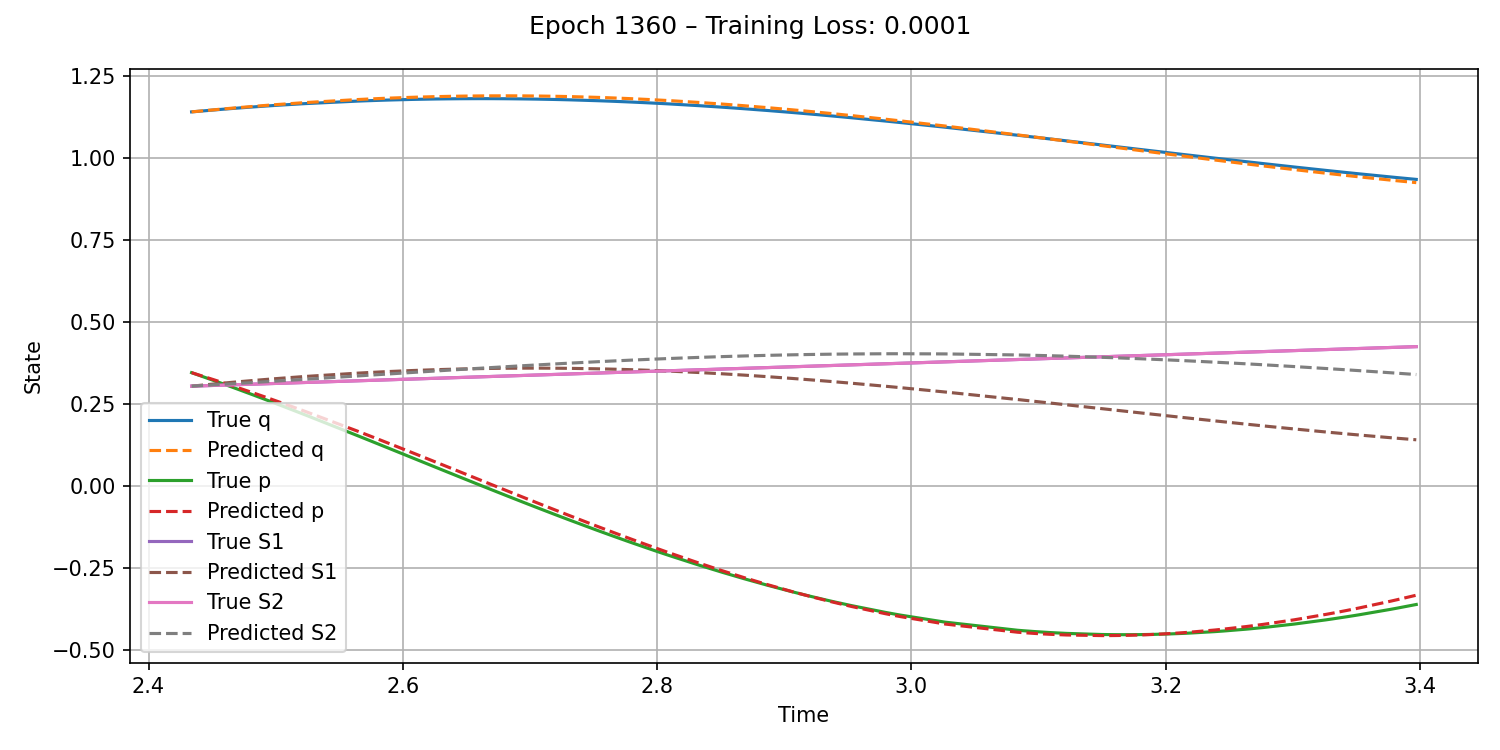 Epoch 1360 – Training Loss: 0.0001
1.25
1.00
0.75
0.50
0.25
0.00
−0.25
−0.50
State
True q
Predicted q
True p
Predicted p
True S1
Predicted S1
True S2
Predicted S2
2.4 2.6 2.8 3.0 3.2 3.4
Time